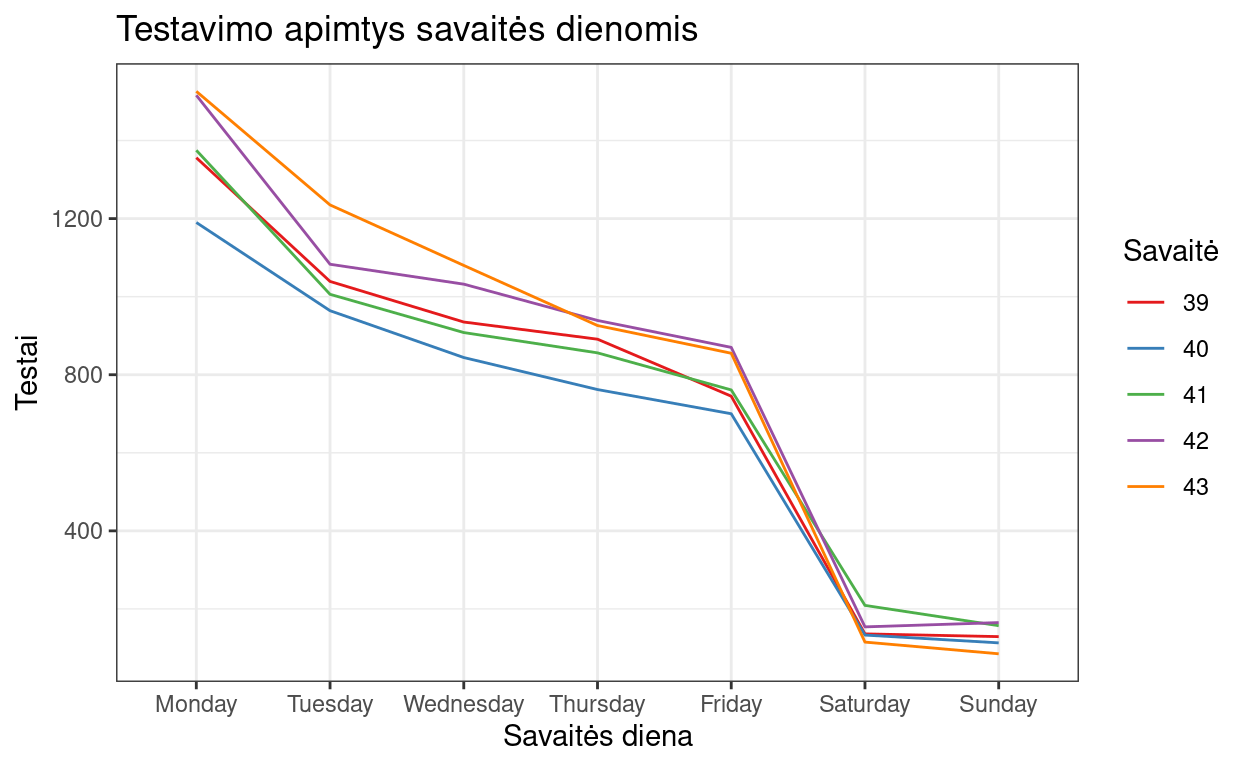 Testavimo apimtys savaitės dienomis
Testai
1200
800
400
Monday Tuesday Wednesday Thursday Friday Saturday Sunday
Savaitės diena
Savaitė
39
40
41
42
43